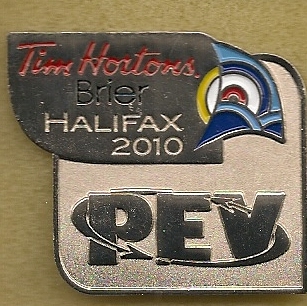 Tim Hortons
Brier
HALIFAX
2010
PEV